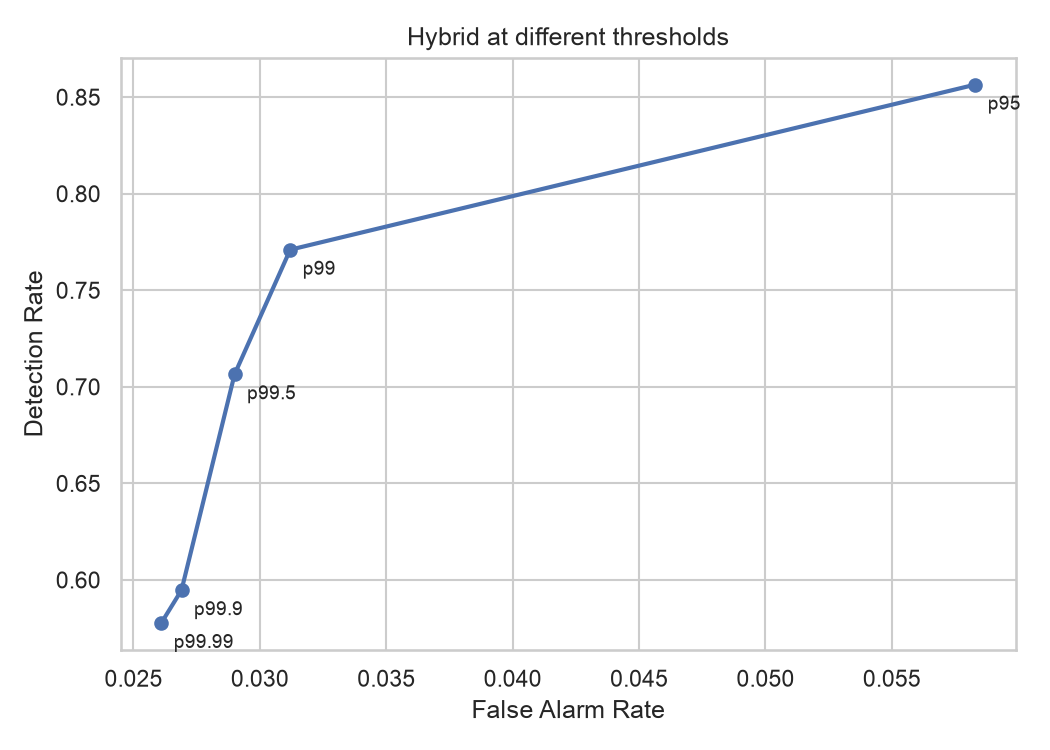 Hybrid at different thresholds
Detection Rate
0.85
0.80
0.75
0.70
0.65
0.60
p95
p99
p99.5
p99.9
p99.99
0.025 0.030 0.035 0.040 0.045 0.050 0.055
False Alarm Rate